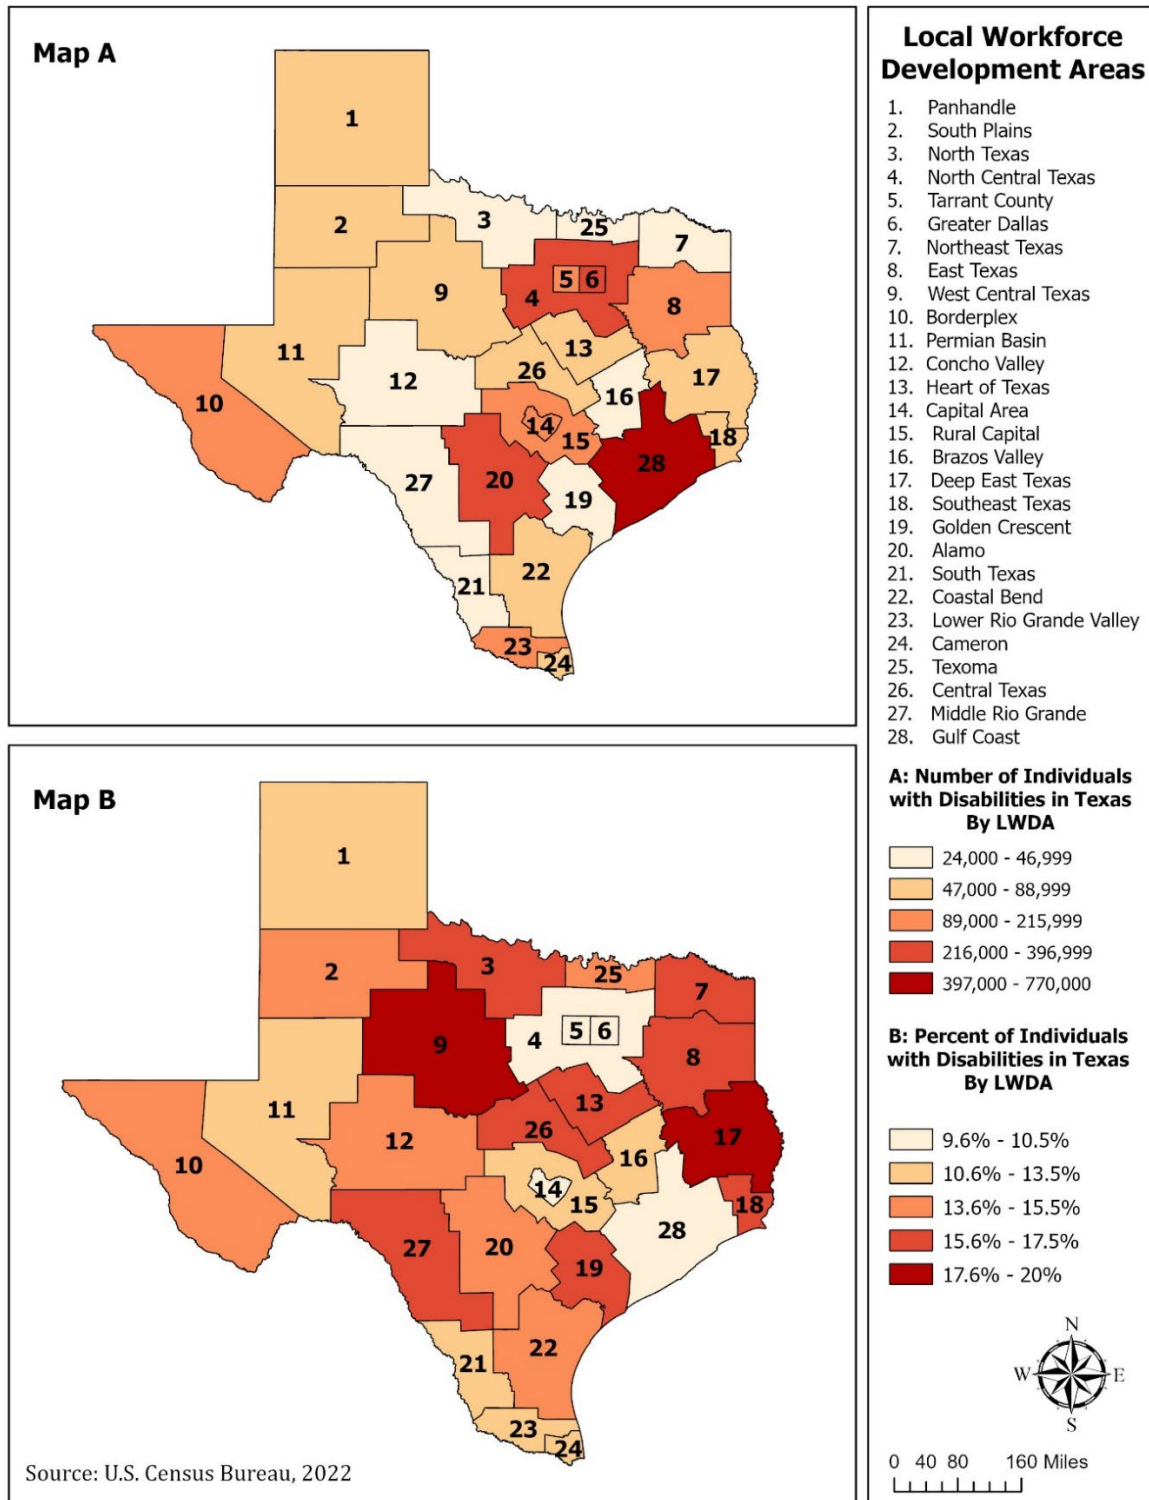 Map A
1
2
3
25
7
9
5
6
4
8
11
13
12
26
17
10
16
14
15
18
28
20
27
19
22
21
23
24
Map B
1
2
3
25
7
9
5
6
4
8
11
13
12
26
17
16
10
14
15
18
28
27
20
19
22
21
23
24
Source: U.S. Census Bureau, 2022
Local Workforce
Development Areas
1. Panhandle
2. South Plains
3. North Texas
4. North Central Texas
5. Tarrant County
6. Greater Dallas
7. Northeast Texas
8. East Texas
9. West Central Texas
10. Borderplex
11. Permian Basin
12. Concho Valley
13. Heart of Texas
14. Capital Area
15. Rural Capital
16. Brazos Valley
17. Deep East Texas
18. Southeast Texas
19. Golden Crescent
20. Alamo
21. South Texas
22. Coastal Bend
23. Lower Rio Grande Valley
24. Cameron
25. Texoma
26. Central Texas
27. Middle Rio Grande
28. Gulf Coast
A: Number of Individuals
with Disabilities in Texas
By LWDA
24,000 - 46,999
47,000 - 88,999
89,000 - 215,999
216,000 - 396,999
397,000 - 770,000
B: Percent of Individuals
with Disabilities in Texas
By LWDA
9.6% - 10.5%
10.6% - 13.5%
13.6% - 15.5%
15.6% - 17.5%
17.6% - 20%
N
W E
S
0 40 80 160 Miles